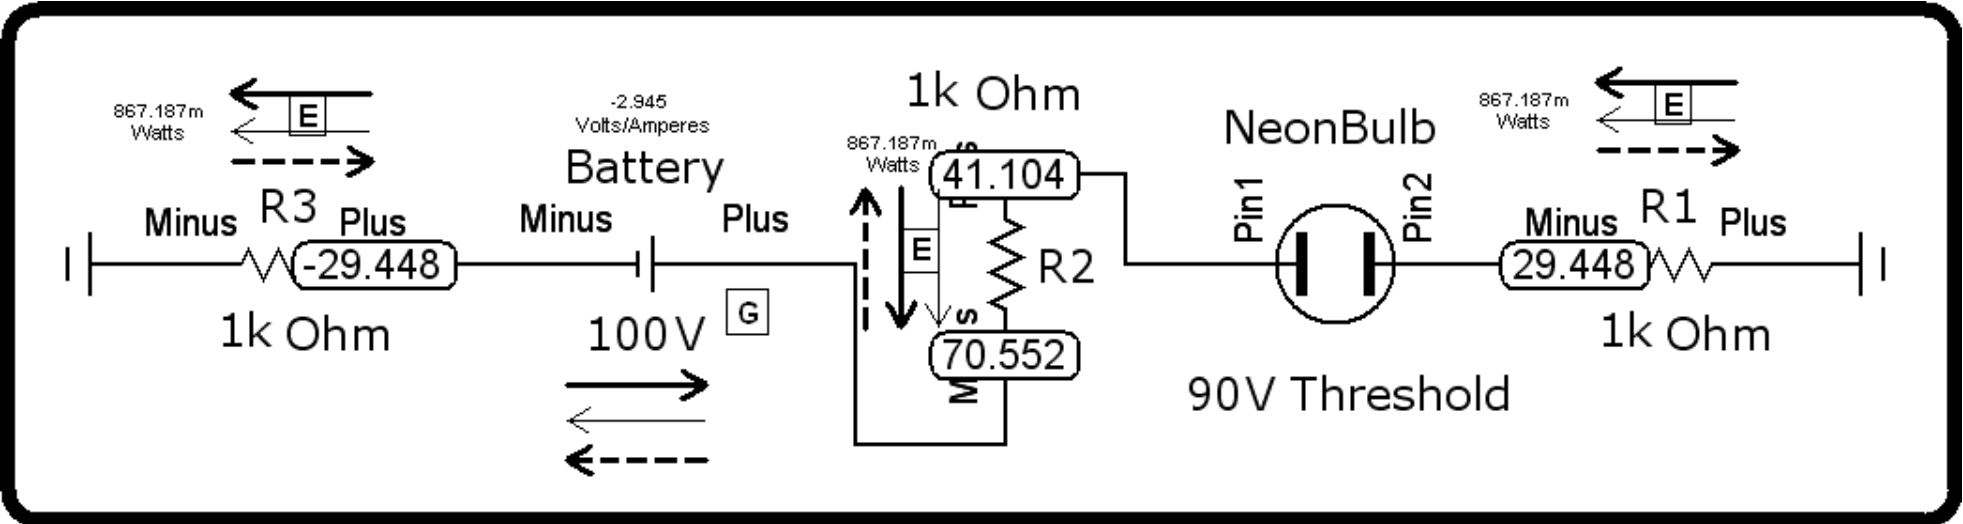 1k Ohm
867.187m
Watts
E
-2.945
Volts/Amperes
Battery
867.187m
Watts
NeonBulb
867.187m
Watts
E
41.104
Minus
R3
Plus
Minus
Plus
E
R2
Pin1
Pin2
Minus
R1
Plus
-29.448
29.448
1k Ohm
100V
G
70.552
1k Ohm
90V Threshold